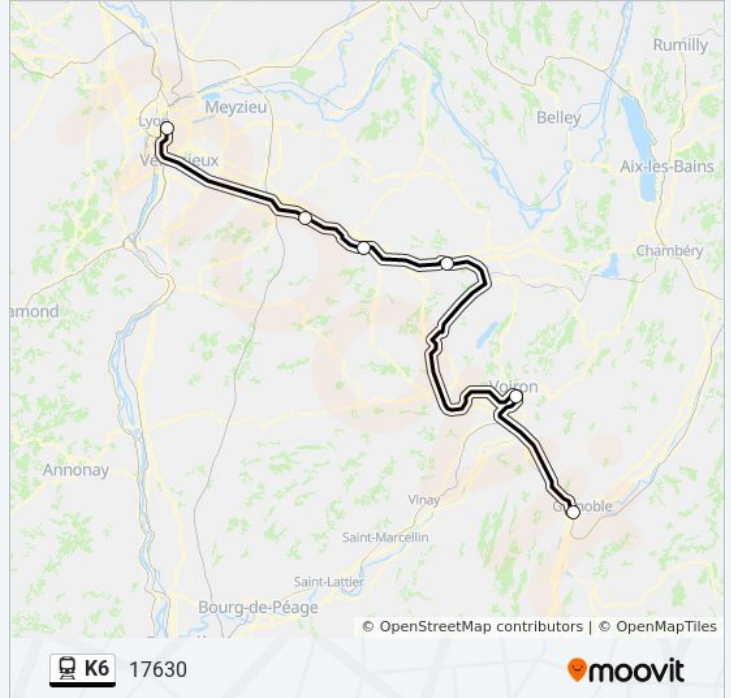 Rumilly
Meyzieu
Lyon
Belley
Vénissieux
Aix-les-Bains
Chambéry
amond
Voiron
Annonay
Vinay
Grenoble
Saint-Marcellin
Saint-Lattier
Bourg-de-Péage
© OpenStreetMap contributors | © OpenMapTiles
K6 17630
moovit